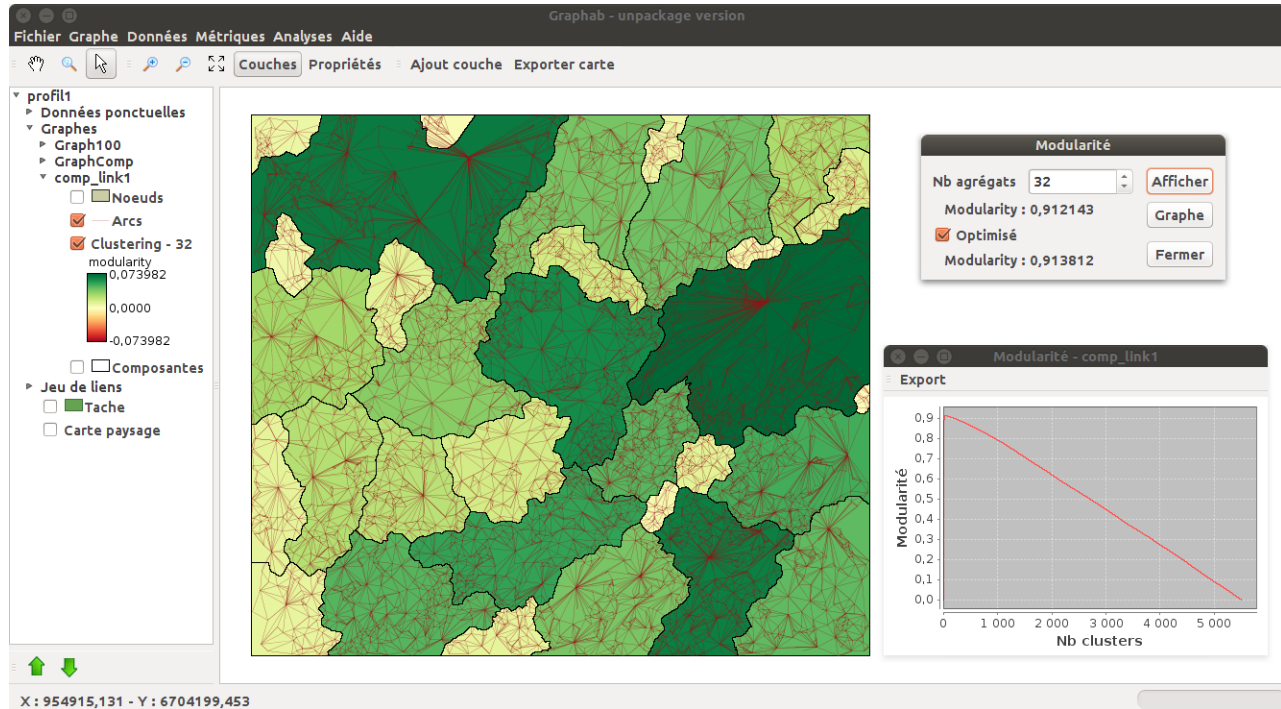 Graphab - unpackage version
Fichier Graphe Données Métriques Analyses Aide
Couches Propriétés Ajout couche Exporter carte
profil1
Données ponctuelles
Graphes
Graph100
GraphComp
comp_link1
Noeuds
Arcs
Clustering - 32
modularity
0,073982
0,0000
-0,073982
Composantes
Jeu de liens
Tache
Carte paysage
Modularité
Nb agrégats 32 Afficher
Modularity : 0,912143
Graphe
Optimisé
Modularity : 0,913812
Fermer
Modularité - comp_link1
Export
Modularité
0,9
0,8
0,7
0,6
0,5
0,4
0,3
0,2
0,1
0,0
0 1 000 2 000 3 000 4 000 5 000
Nb clusters
X : 954915,131 - Y : 6704199,453